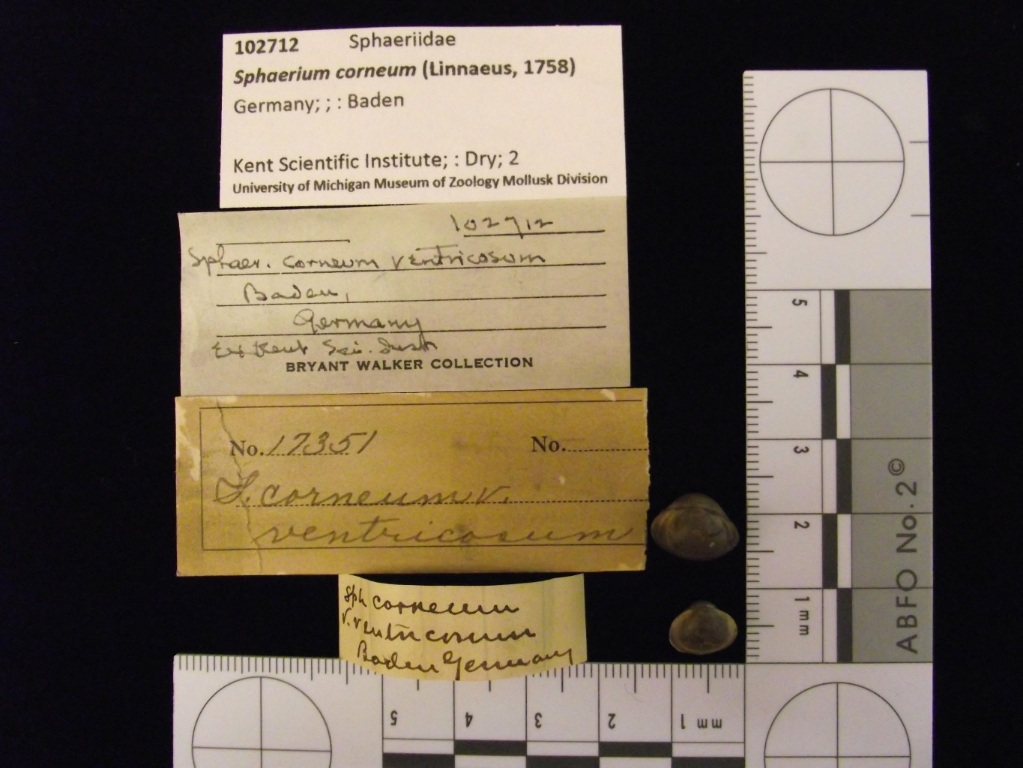 102712 Sphaeriidae
Sphaerium corneum (Linnaeus, 1758)
Germany; ; : Baden
Kent Scientific Institute; : Dry; 2
University of Michigan Museum of Zoology Mollusk Division
102712
Sphaer. corneum ventricosum
Baden,
Germany
Ex Kent Sci. Inst
BRYANT WALKER COLLECTION
No. 17351 No.
S. corneum v.
ventricosum
Sph corneum
v. ventricosum
Baden Germany
5
4
3
2
1 mm
ABFO No. 2 ©
5 4 3 2 1 mm